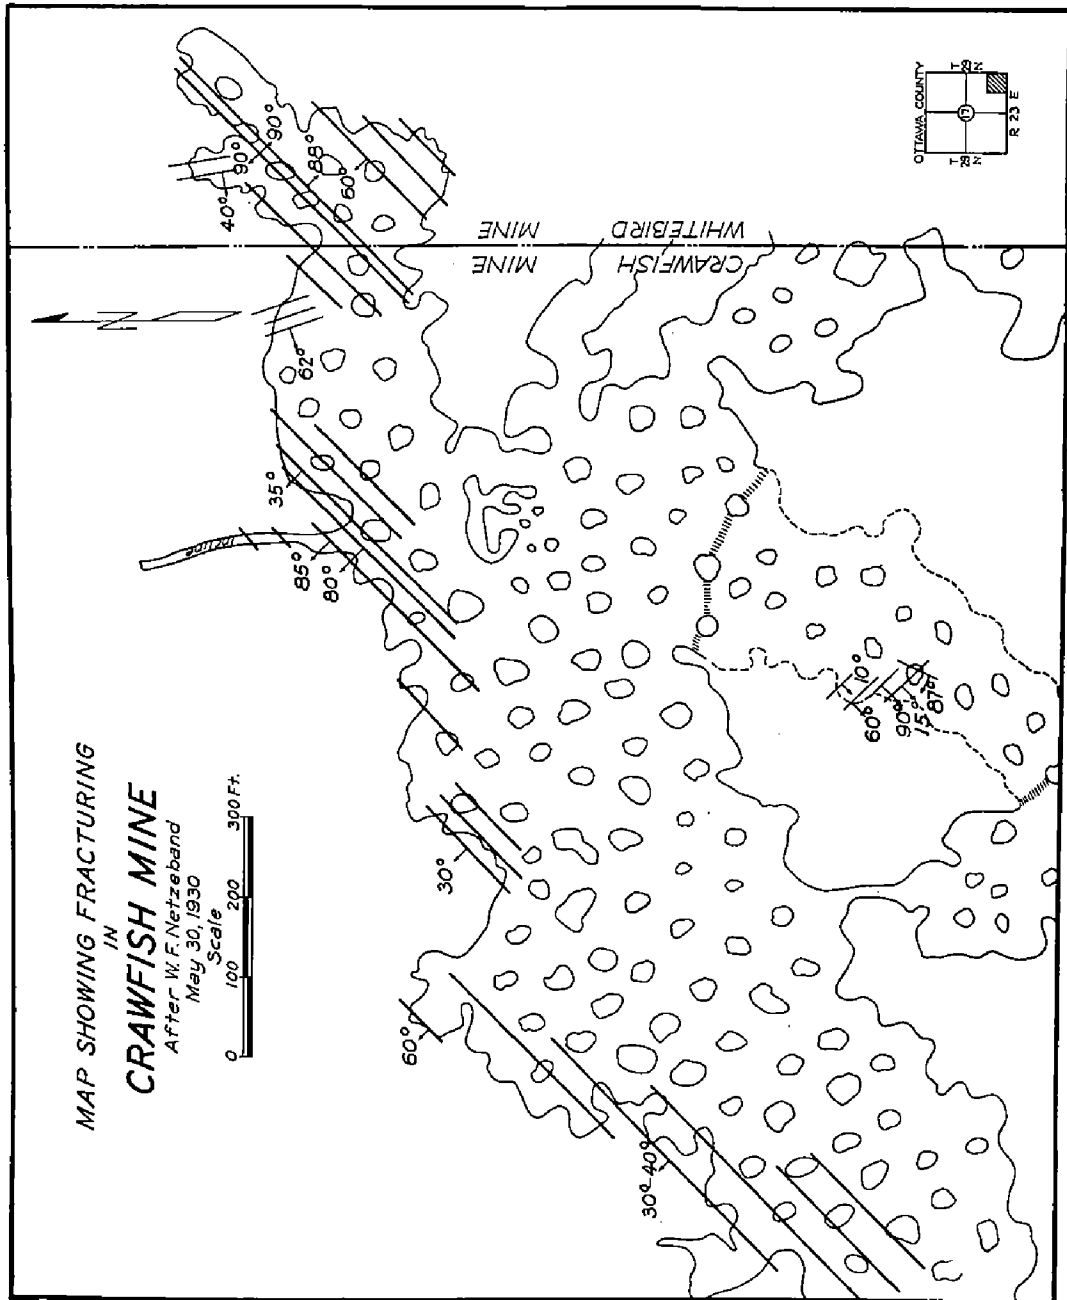 MAP SHOWING FRACTURING
IN
CRAWFISH MINE
After W. F. Netzeband
May 30, 1930
Scale
0 100 200 300 Ft.
OTTAWA COUNTY
T 29 N
T 29 N
17
R 23 E
WHITEBIRD MINE
CRAWFISH MINE
N
Incline
40°
90°
90°
88°
60°
62°
35°
85°
80°
30°
60°
30°-40°
10°
60°
90°
15°
87°